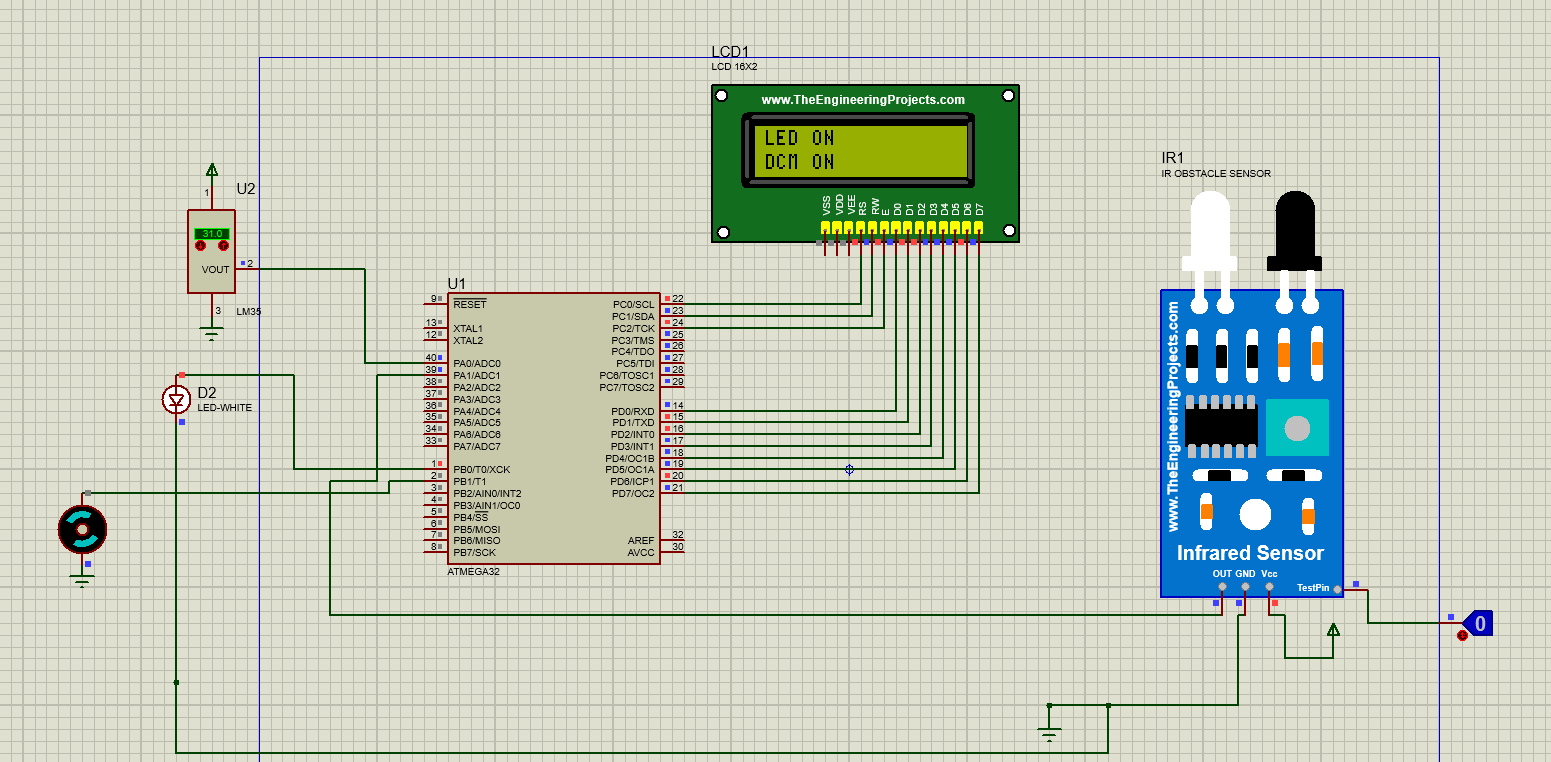 LCD1
LCD 16X2
www.TheEngineeringProjects.com
LED ON
DCM ON
VSS
VDD
VEE
RS
RW
E
D0
D1
D2
D3
D4
D5
D6
D7
U2
1
31.0
VOUT
2
3
LM35
D2
LED-WHITE
U1
9 RESET
13 XTAL1
12 XTAL2
40 PA0/ADC0
39 PA1/ADC1
38 PA2/ADC2
37 PA3/ADC3
36 PA4/ADC4
35 PA5/ADC5
34 PA6/ADC6
33 PA7/ADC7
1 PB0/T0/XCK
2 PB1/T1
3 PB2/AIN0/INT2
4 PB3/AIN1/OC0
5 PB4/SS
6 PB5/MOSI
7 PB6/MISO
8 PB7/SCK
PC0/SCL 22
PC1/SDA 23
PC2/TCK 24
PC3/TMS 25
PC4/TDO 26
PC5/TDI 27
PC6/TOSC1 28
PC7/TOSC2 29
PD0/RXD 14
PD1/TXD 15
PD2/INT0 16
PD3/INT1 17
PD4/OC1B 18
PD5/OC1A 19
PD6/ICP1 20
PD7/OC2 21
AREF 32
AVCC 30
ATMEGA32
IR1
IR OBSTACLE SENSOR
www.TheEngineeringProjects.com
Infrared Sensor
OUT GND Vcc
TestPin
0